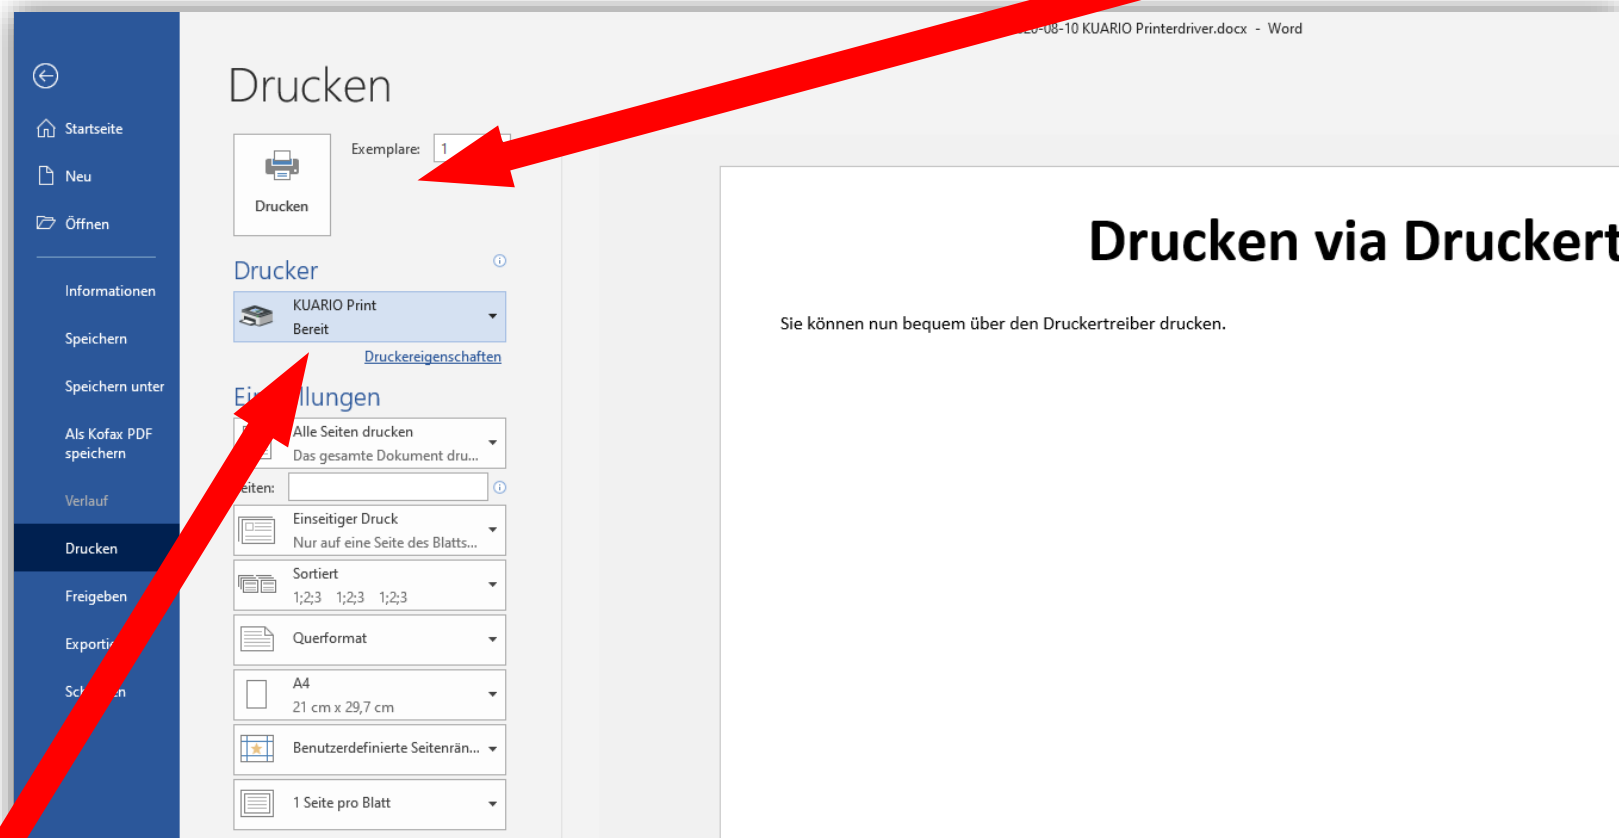 -08-10 KUARIO Printerdriver.docx - Word
Drucken
Startseite
Neu
Öffnen
Informationen
Speichern
Speichern unter
Als Kofax PDF
speichern
Verlauf
Drucken
Freigeben
Exemplare: 1
Drucken
Drucker
KUARIO Print
Bereit
Druckereigenschaften
Alle Seiten drucken
Das gesamte Dokument dru...
Einseitiger Druck
Nur auf eine Seite des Blatts...
Sortiert
1;2;3 1;2;3 1;2;3
Querformat
A4
21 cm x 29,7 cm
Benutzerdefinierte Seitenrän...
1 Seite pro Blatt
Drucken via Druckert
Sie können nun bequem über den Druckertreiber drucken.